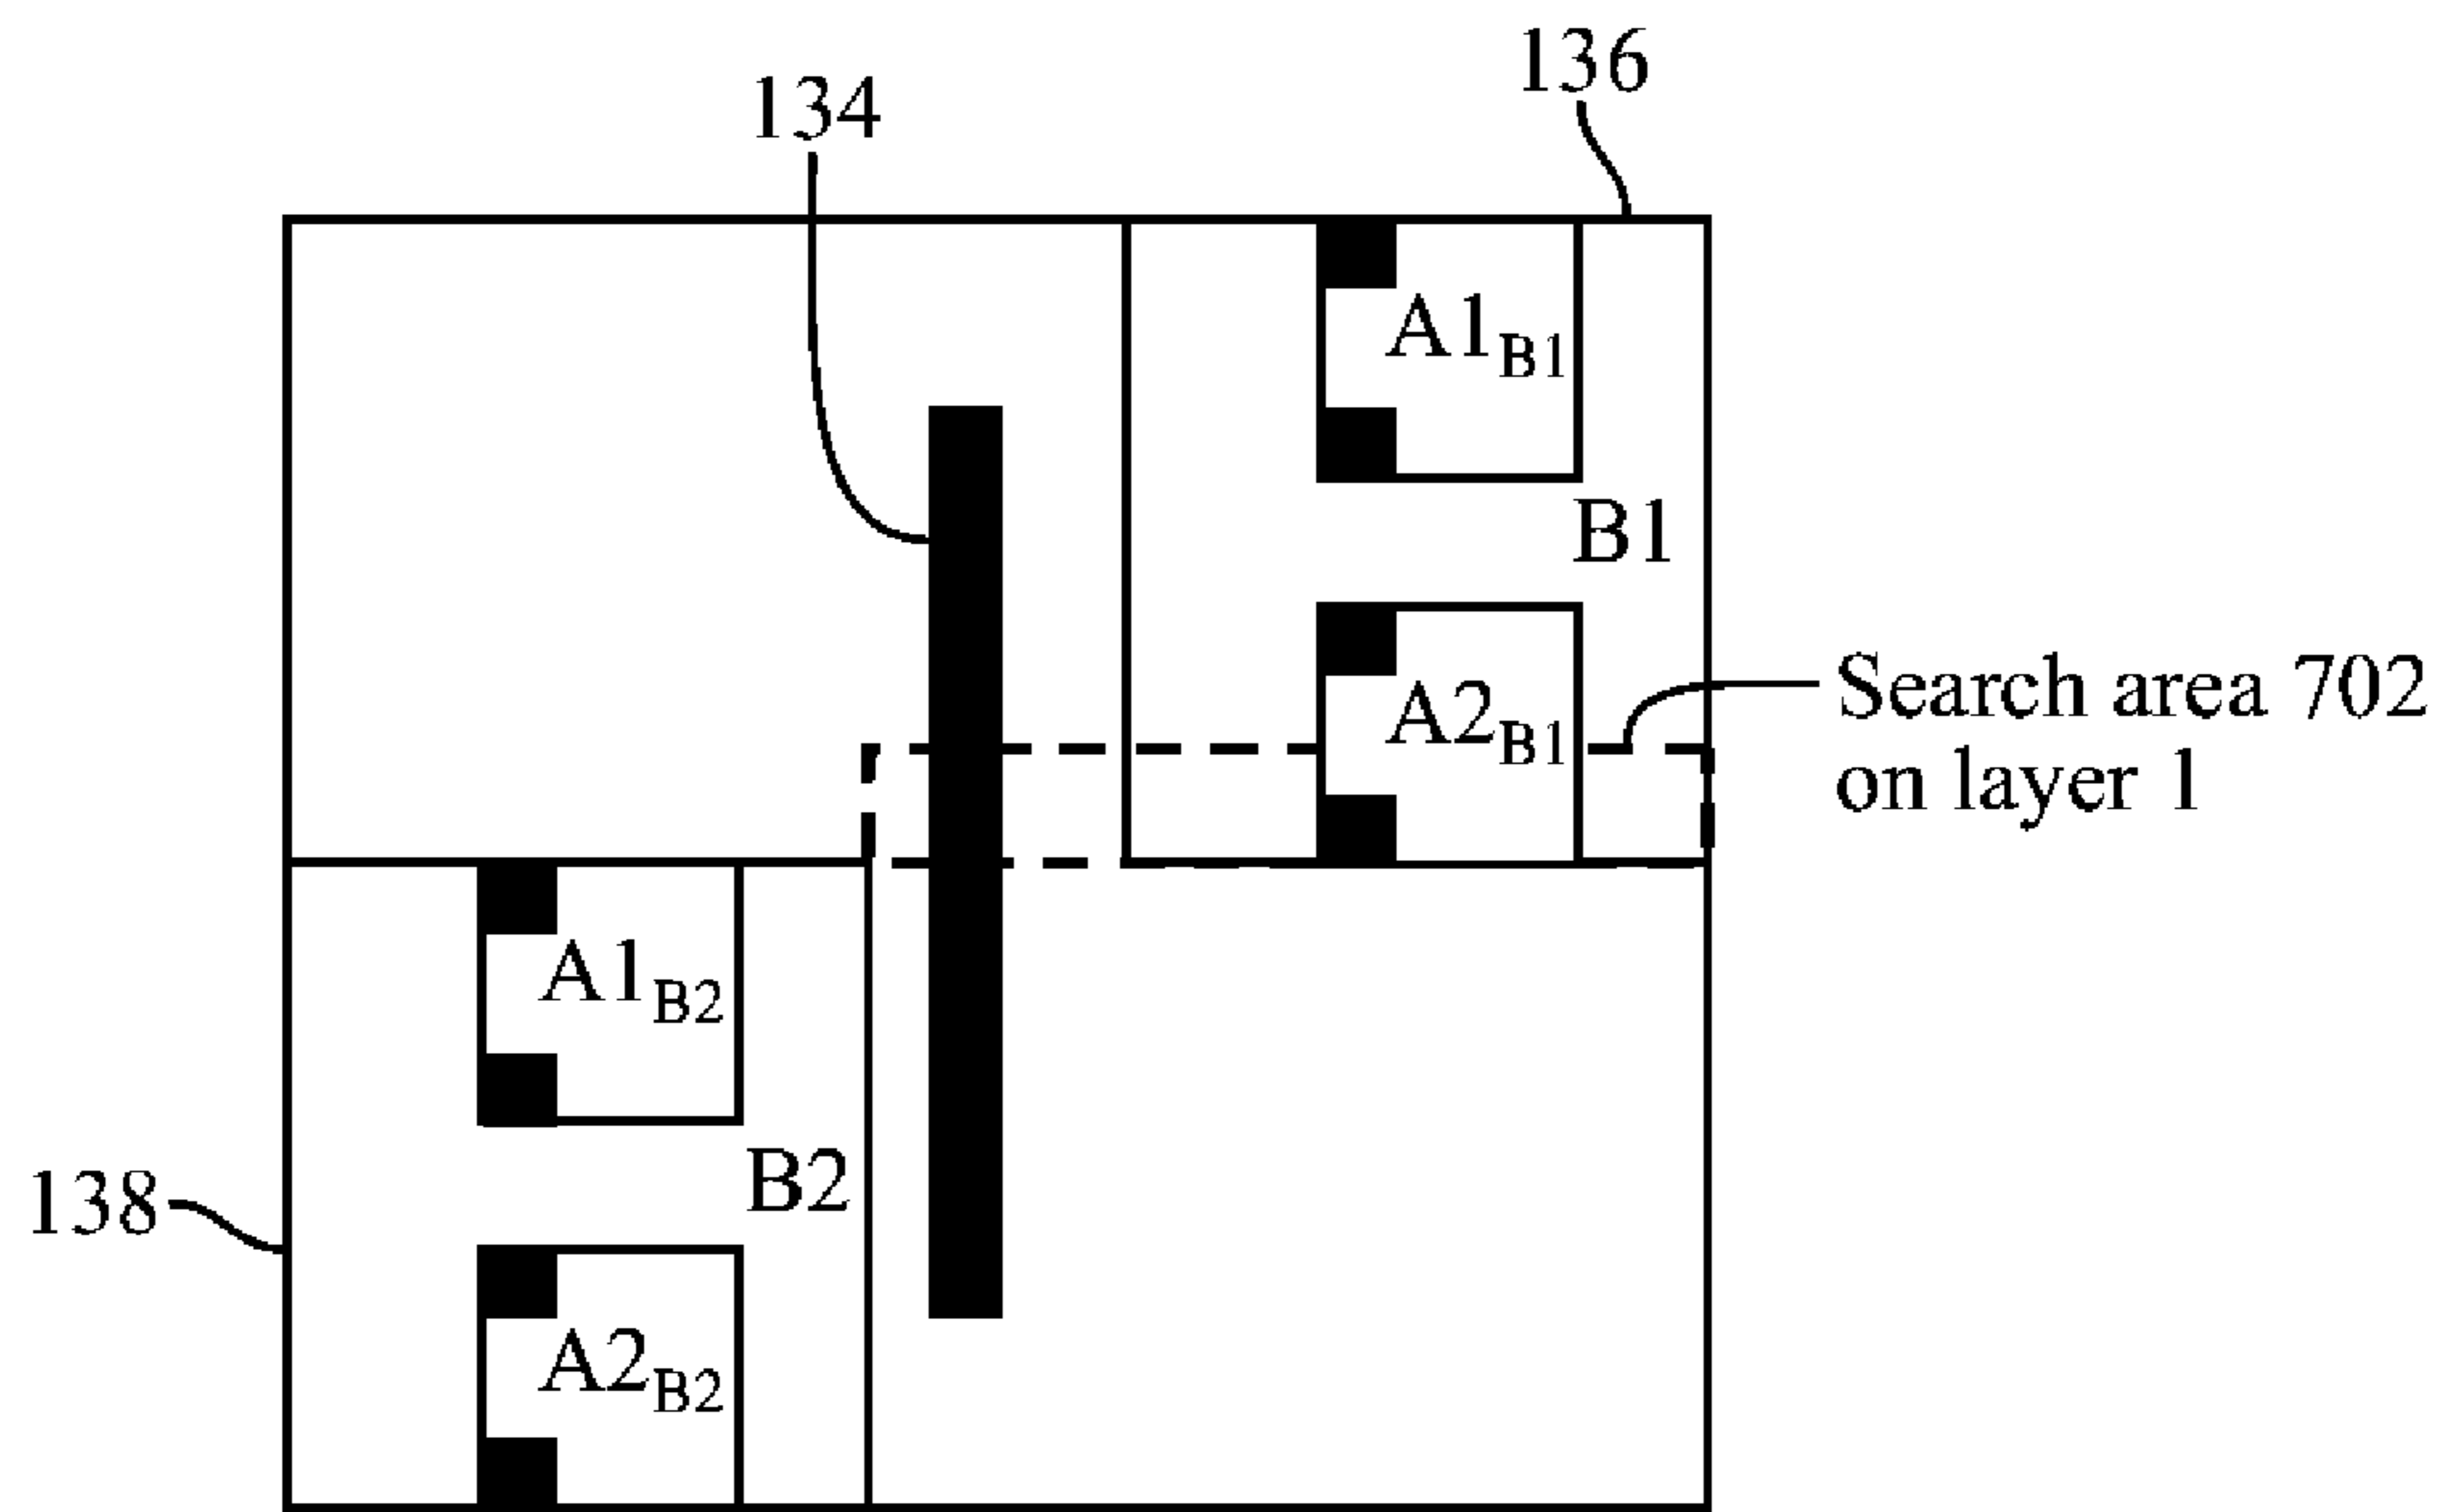 136
134
A1B1
B1
A2B1
Search area 702
on layer 1
A1B2
B2
138
A2B2